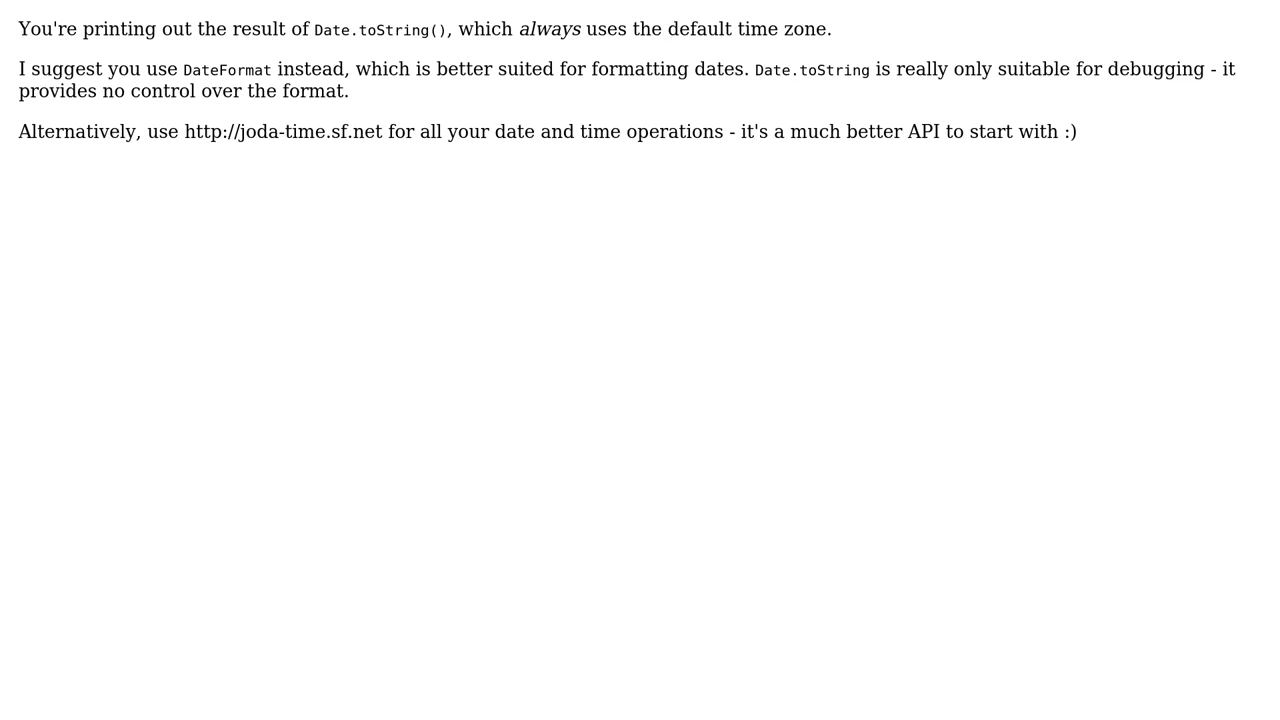 You're printing out the result of Date.toString(), which always uses the default time zone.
I suggest you use DateFormat instead, which is better suited for formatting dates. Date.toString is really only suitable for debugging - it
provides no control over the format.
Alternatively, use http://joda-time.sf.net for all your date and time operations - it's a much better API to start with :)